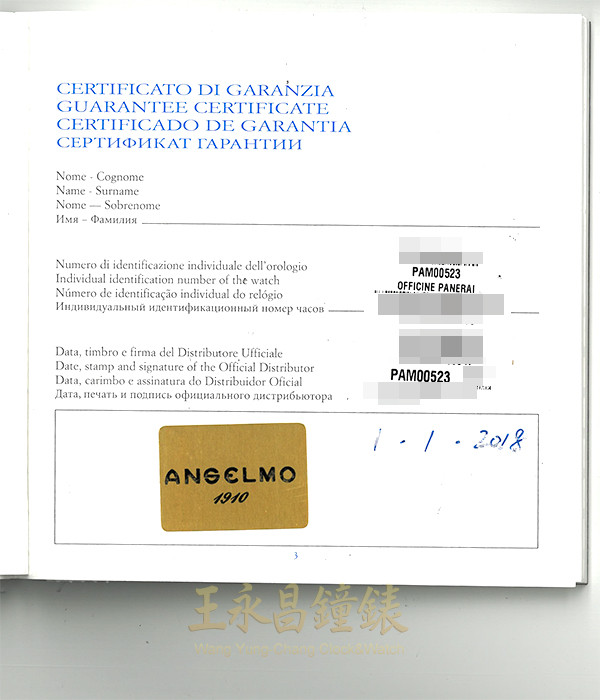 CERTIFICATO DI GARANZIA
GUARANTEE CERTIFICATE
CERTIFICADO DE GARANTIA
СЕРТИФИКАТ ГАРАНТИИ
Nome - Cognome
Name - Surname
Nome — Sobrenome
Имя – Фамилия
Numero di identificazione individuale dell'orologio
Individual identification number of the watch
Número de identificação individual do relógio
Индивидуальный идентификационный номер часов
PAM00523
OFFICINE PANERAI
Data, timbro e firma del Distributore Ufficiale
Date, stamp and signature of the Official Distributor
Data, carimbo e assinatura do Distribuidor Oficial
Дата, печать и подпись официального дистрибьютора
PAM00523
ANGELMO
1910
1 - 1 - 2018
3
王永昌鐘錶